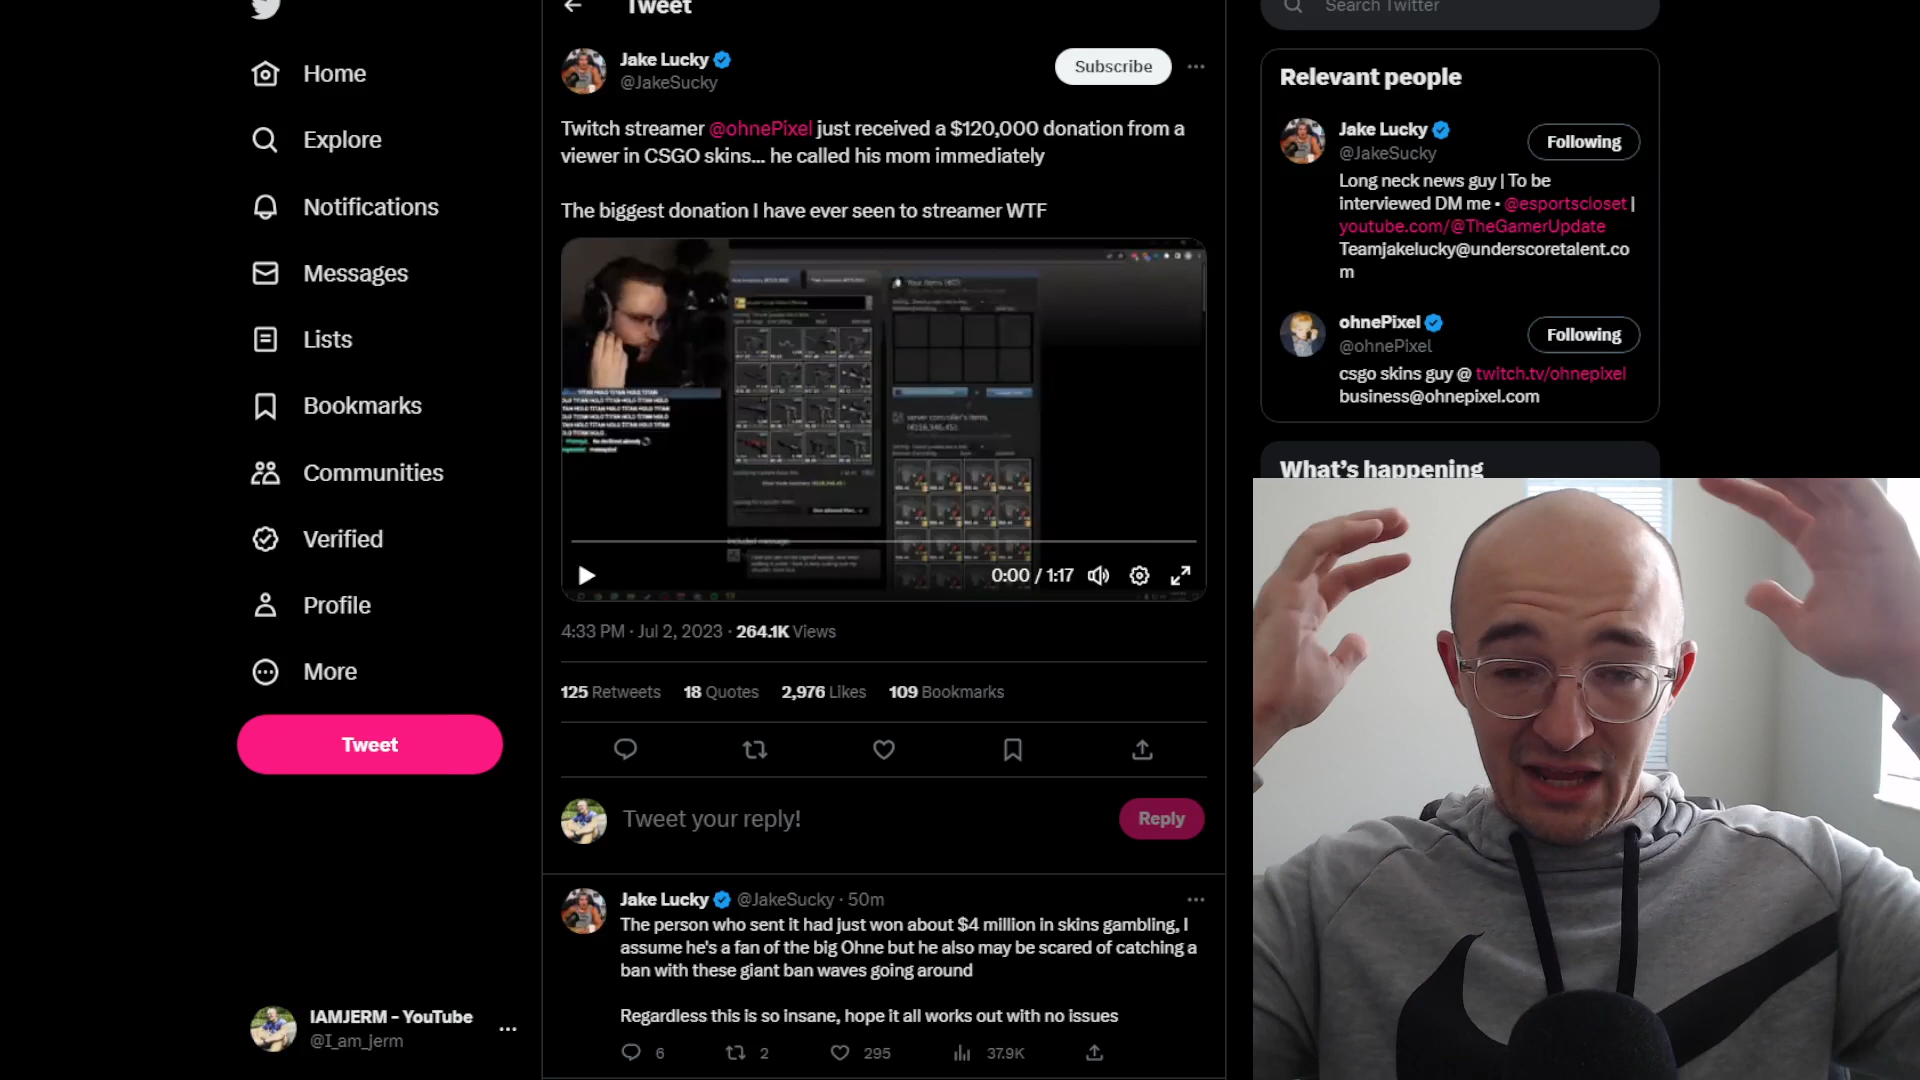 Tweet
Search Twitter
Home
Explore
Notifications
Messages
Lists
Bookmarks
Communities
Verified
Profile
More
Tweet
IAMJERM - YouTube
@I_am_jerm
Jake Lucky
@JakeSucky
Subscribe
Twitch streamer @ohnePixel just received a $120,000 donation from a
viewer in CSGO skins... he called his mom immediately
The biggest donation I have ever seen to streamer WTF
0:00 / 1:17
4:33 PM · Jul 2, 2023 · 264.1K Views
125 Retweets 18 Quotes 2,976 Likes 109 Bookmarks
Tweet your reply!
Reply
Jake Lucky @JakeSucky · 50m
The person who sent it had just won about $4 million in skins gambling, I
assume he's a fan of the big Ohne but he also may be scared of catching a
ban with these giant ban waves going around
Regardless this is so insane, hope it all works out with no issues
6 2 295 37.9K
Relevant people
Jake Lucky
@JakeSucky
Following
Long neck news guy | To be
interviewed DM me • @esportscloset |
youtube.com/@TheGamerUpdate
Teamjakelucky@underscoretalent.co
m
ohnePixel
@ohnePixel
Following
csgo skins guy @ twitch.tv/ohnepixel
business@ohnepixel.com
What's happening